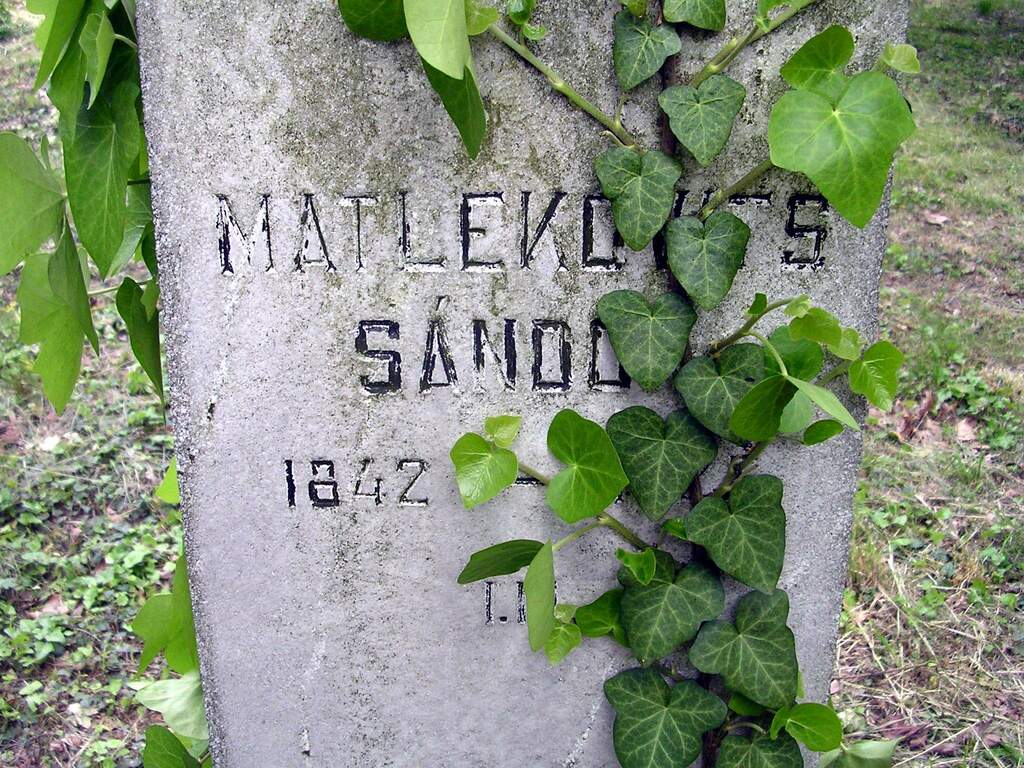 MATLEKOVITS
SÁNDOR
1842 –